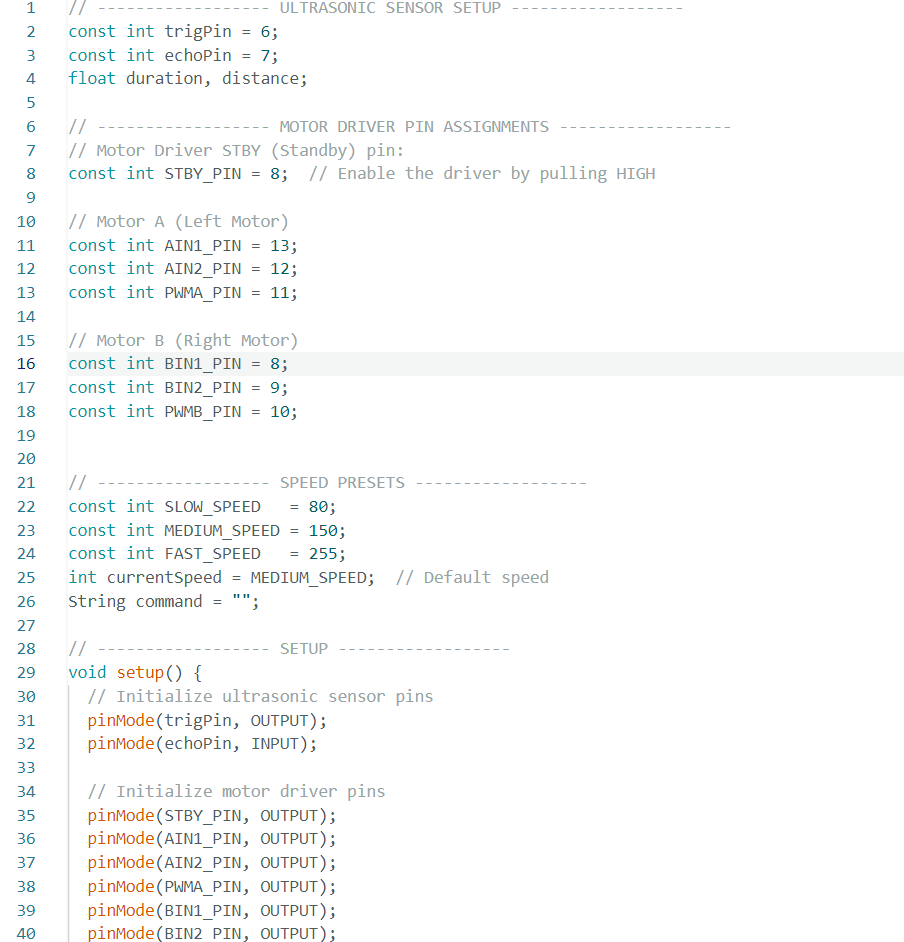 1 // ------------------ ULTRASONIC SENSOR SETUP ------------------
2 const int trigPin = 6;
3 const int echoPin = 7;
4 float duration, distance;
5
6 // ------------------ MOTOR DRIVER PIN ASSIGNMENTS ------------------
7 // Motor Driver STBY (Standby) pin:
8 const int STBY_PIN = 8;  // Enable the driver by pulling HIGH
9
10 // Motor A (Left Motor)
11 const int AIN1_PIN = 13;
12 const int AIN2_PIN = 12;
13 const int PWMA_PIN = 11;
14
15 // Motor B (Right Motor)
16 const int BIN1_PIN = 8;
17 const int BIN2_PIN = 9;
18 const int PWMB_PIN = 10;
19
20
21 // ------------------ SPEED PRESETS ------------------
22 const int SLOW_SPEED   = 80;
23 const int MEDIUM_SPEED = 150;
24 const int FAST_SPEED   = 255;
25 int currentSpeed = MEDIUM_SPEED;  // Default speed
26 String command = "";
27
28 // ------------------ SETUP ------------------
29 void setup() {
30   // Initialize ultrasonic sensor pins
31   pinMode(trigPin, OUTPUT);
32   pinMode(echoPin, INPUT);
33
34   // Initialize motor driver pins
35   pinMode(STBY_PIN, OUTPUT);
36   pinMode(AIN1_PIN, OUTPUT);
37   pinMode(AIN2_PIN, OUTPUT);
38   pinMode(PWMA_PIN, OUTPUT);
39   pinMode(BIN1_PIN, OUTPUT);
40   pinMode(BIN2_PIN, OUTPUT);